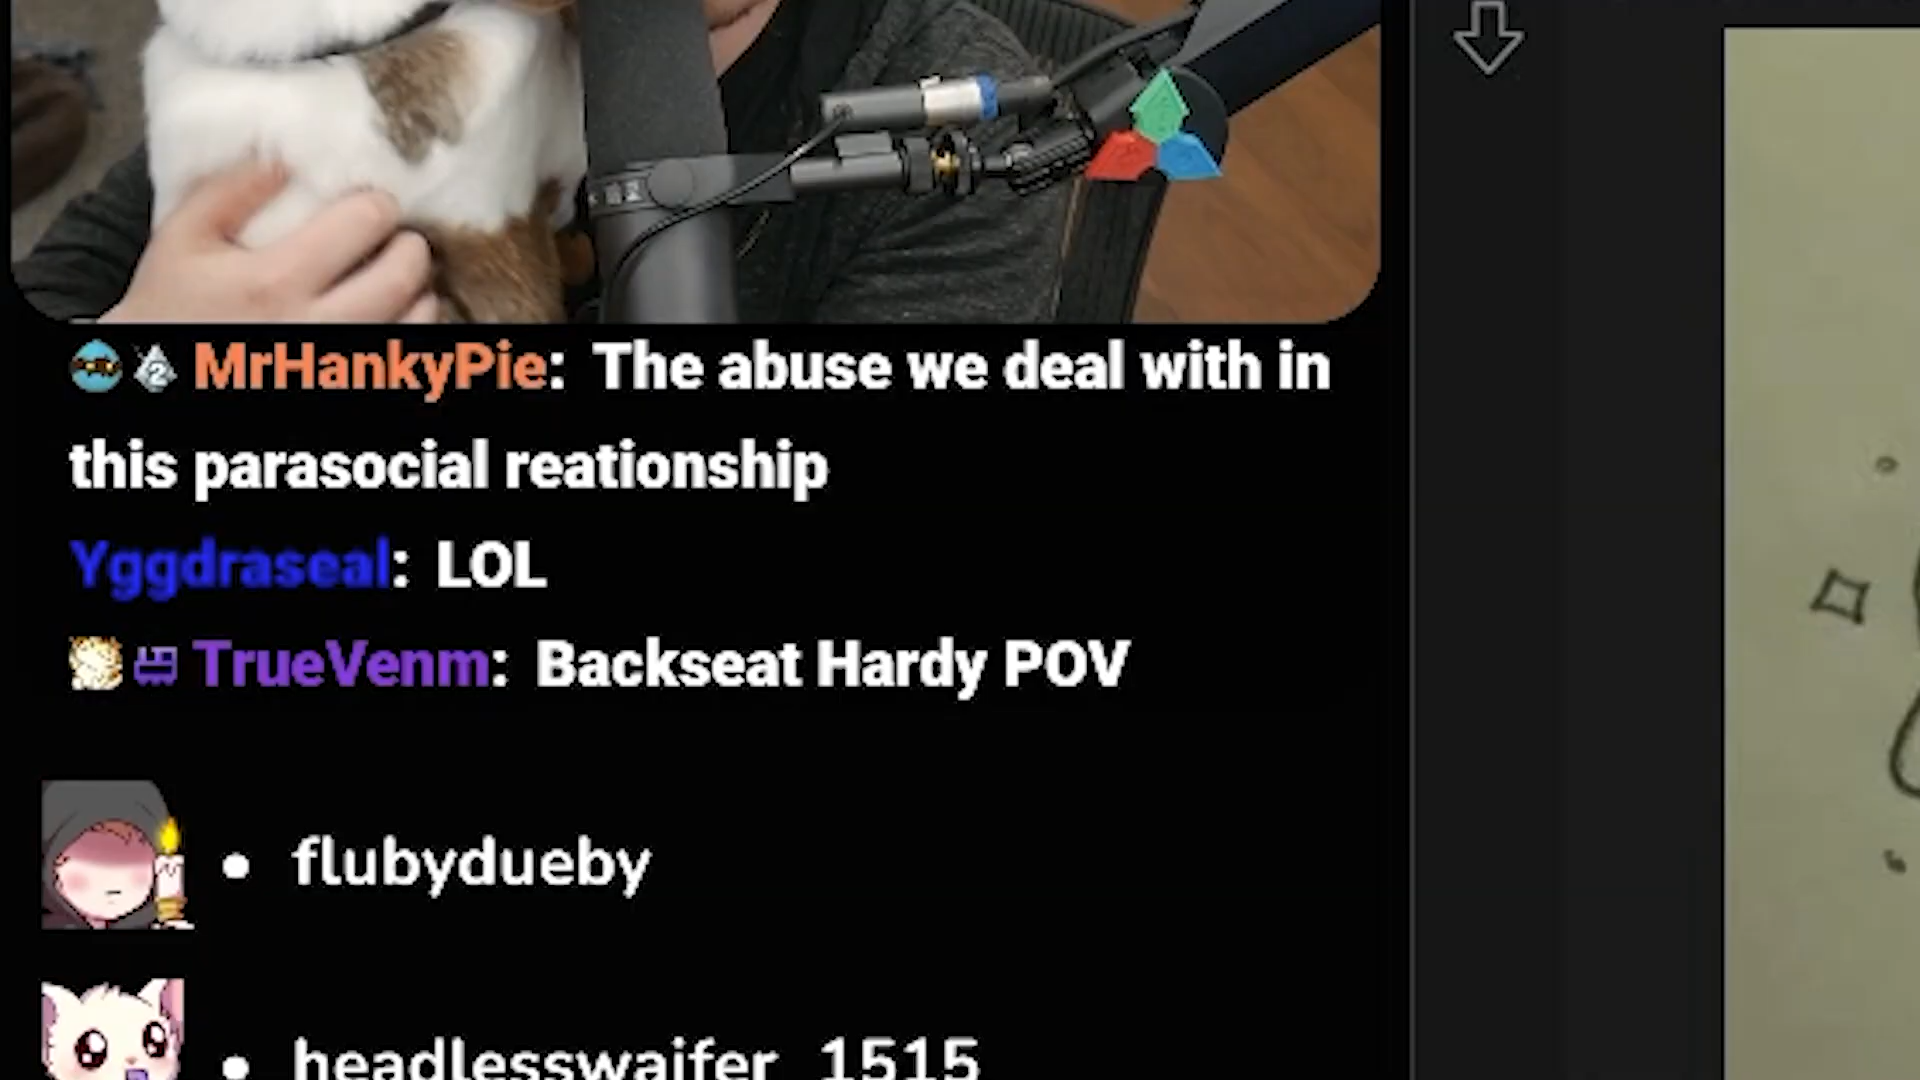 MrHankyPie: The abuse we deal with in
this parasocial reationship
Yggdraseal: LOL
TrueVenm: Backseat Hardy POV
• flubydueby
• headlesswaifer_1515